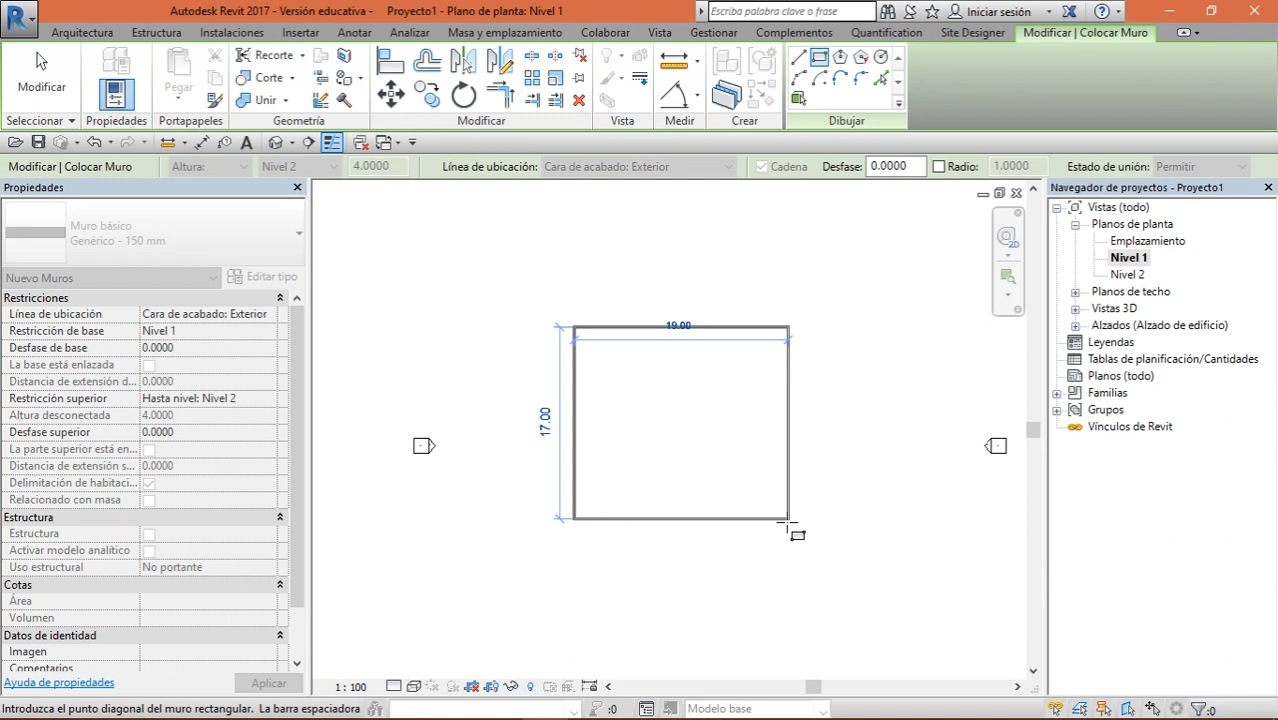 Autodesk Revit 2017 - Versión educativa - Proyecto1 - Plano de planta: Nivel 1
Escriba palabra clave o frase
Iniciar sesión
Arquitectura Estructura Instalaciones Insertar Anotar Analizar Masa y emplazamiento Colaborar Vista Gestionar Complementos Quantification Site Designer Modificar | Colocar Muro
Modificar
Pegar
Recorte
Corte
Unir
Seleccionar Propiedades Portapapeles Geometría Modificar Vista Medir Crear Dibujar
Modificar | Colocar Muro Altura: Nivel 2 4.0000 Línea de ubicación: Cara de acabado: Exterior Cadena Desfase: 0.0000 Radio: 1.0000 Estado de unión: Permitir
Propiedades
Muro básico
Genérico - 150 mm
Nuevo Muros Editar tipo
Restricciones
Línea de ubicación Cara de acabado: Exterior
Restricción de base Nivel 1
Desfase de base 0.0000
La base está enlazada
Distancia de extensión d... 0.0000
Restricción superior Hasta nivel: Nivel 2
Altura desconectada 4.0000
Desfase superior 0.0000
La parte superior está en...
Distancia de extensión s... 0.0000
Delimitación de habitaci...
Relacionado con masa
Estructura
Estructura
Activar modelo analítico
Uso estructural No portante
Cotas
Área
Volumen
Datos de identidad
Imagen
Comentarios
Ayuda de propiedades Aplicar
19.00
17.00
2D
1 : 100
Navegador de proyectos - Proyecto1
Vistas (todo)
Planos de planta
Emplazamiento
Nivel 1
Nivel 2
Planos de techo
Vistas 3D
Alzados (Alzado de edificio)
Leyendas
Tablas de planificación/Cantidades
Planos (todo)
Familias
Grupos
Vínculos de Revit
Introduzca el punto diagonal del muro rectangular. La barra espaciadora :0 Modelo base :0